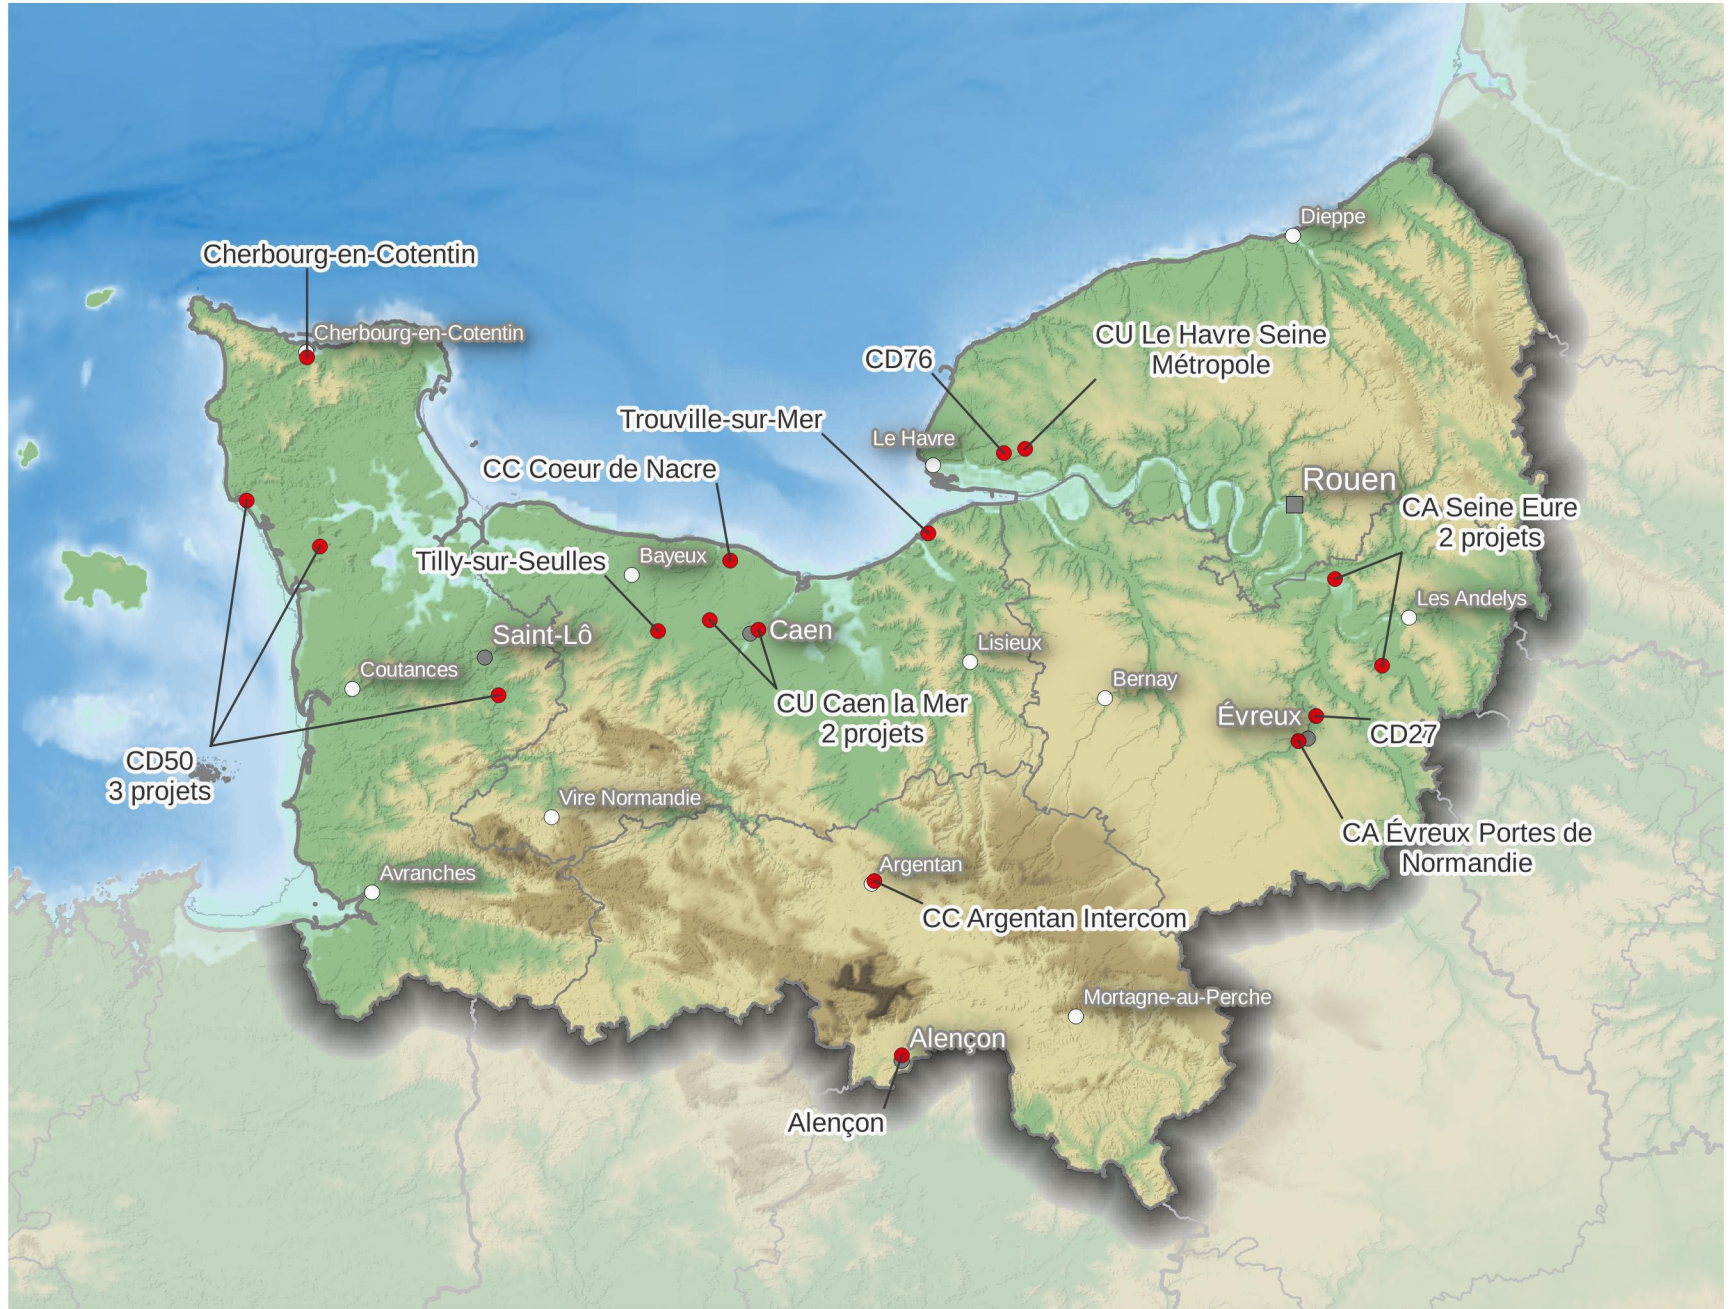 Dieppe
Cherbourg-en-Cotentin
Cherbourg-en-Cotentin
CU Le Havre Seine
Métropole
CD76
Trouville-sur-Mer
Le Havre
CC Coeur de Nacre
Rouen
CA Seine Eure
2 projets
Bayeux
Tilly-sur-Seulles
Les Andelys
Caen
Saint-Lô
Lisieux
Coutances
Bernay
CU Caen la Mer
2 projets
Évreux
CD27
CD50
3 projets
Vire Normandie
CA Évreux Portes de
Normandie
Argentan
Avranches
CC Argentan Intercom
Mortagne-au-Perche
Alençon
Alençon